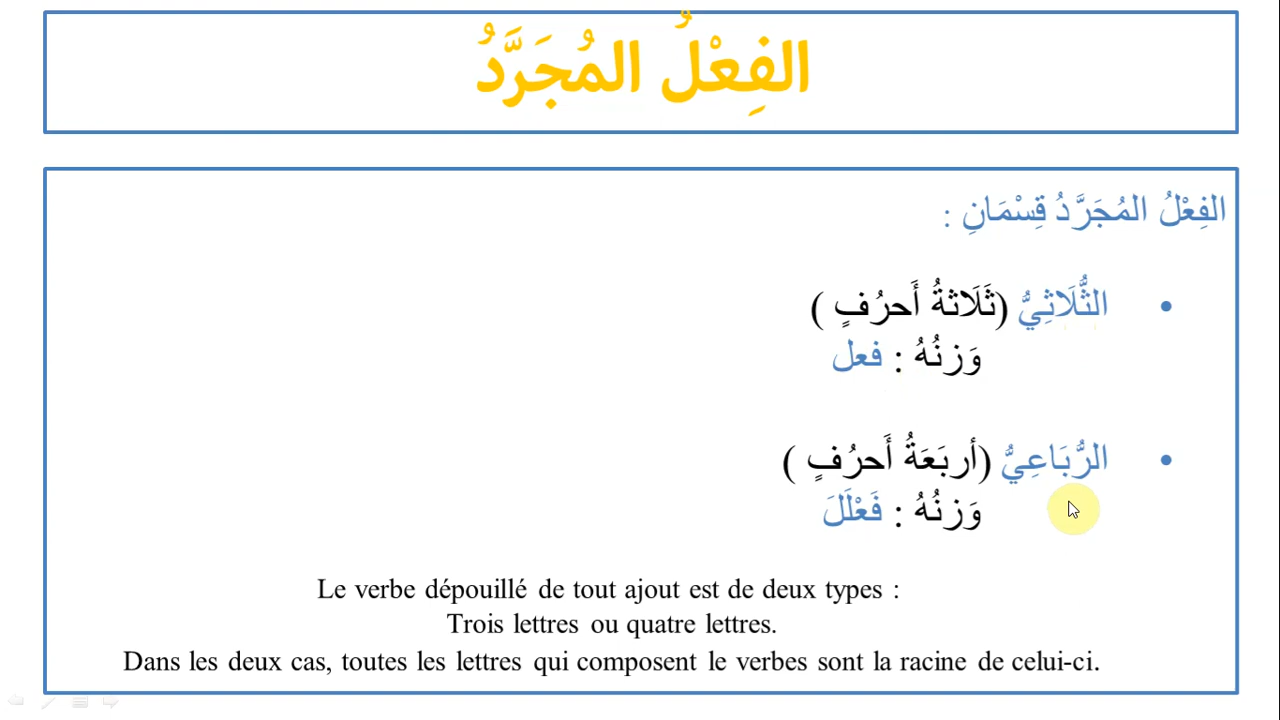 الفِعْلُ المُجَرَّدُ
الفِعْلُ المُجَرَّدُ قِسْمَانِ :
• الثُّلَاثِيُّ (ثَلَاثةُ أَحرُفٍ )
وَزنُهُ : فعل
• الرُّبَاعِيُّ (أربَعَةُ أَحرُفٍ )
وَزنُهُ : فَعْلَلَ
Le verbe dépouillé de tout ajout est de deux types :
Trois lettres ou quatre lettres.
Dans les deux cas, toutes les lettres qui composent le verbes sont la racine de celui-ci.